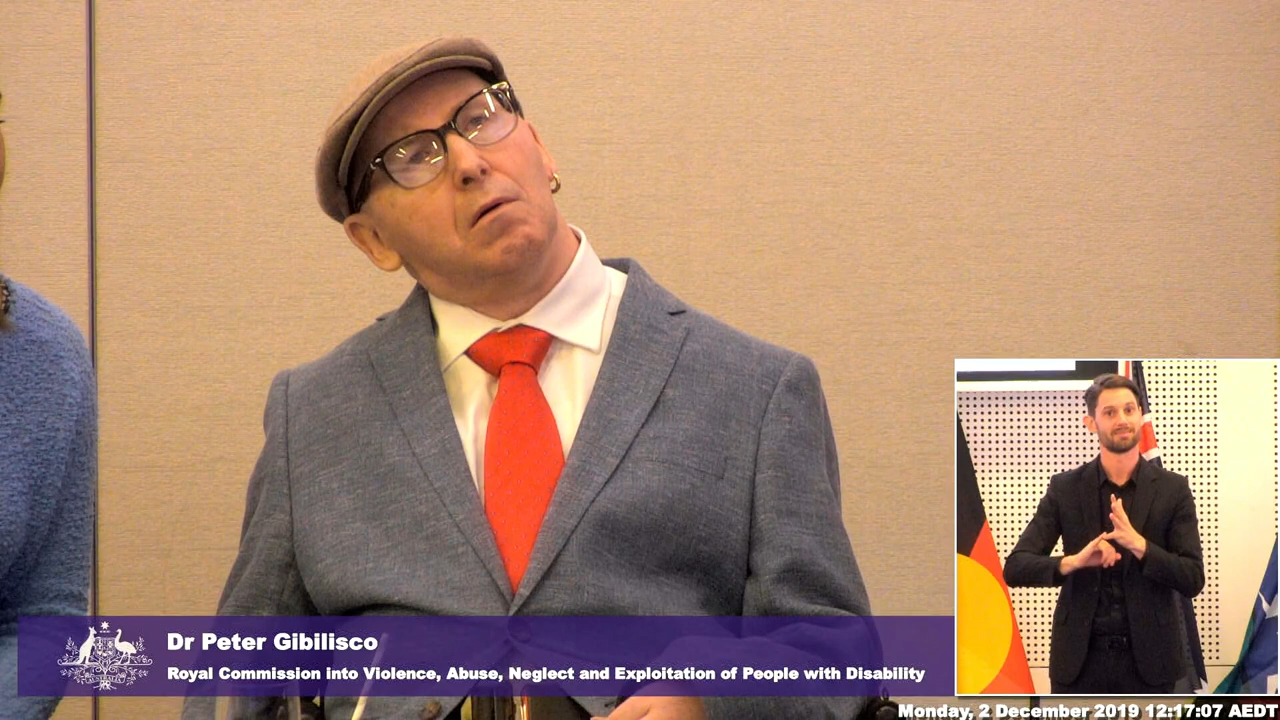 Dr Peter Gibilisco
Royal Commission into Violence, Abuse, Neglect and Exploitation of People with Disability
Monday, 2 December 2019 12:17:07 AEDT